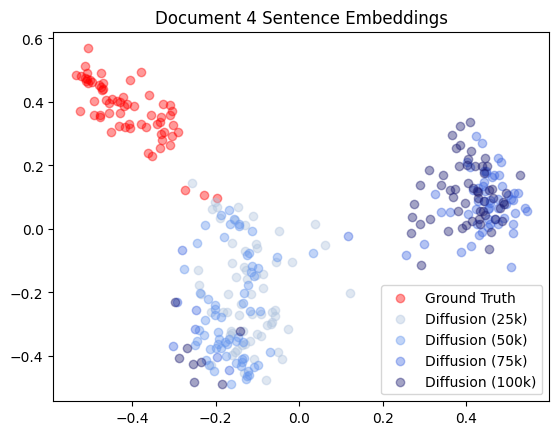 Document 4 Sentence Embeddings
0.6
0.4
0.2
0.0
−0.2
−0.4
−0.4
−0.2
0.0
0.2
0.4
Ground Truth
Diffusion (25k)
Diffusion (50k)
Diffusion (75k)
Diffusion (100k)